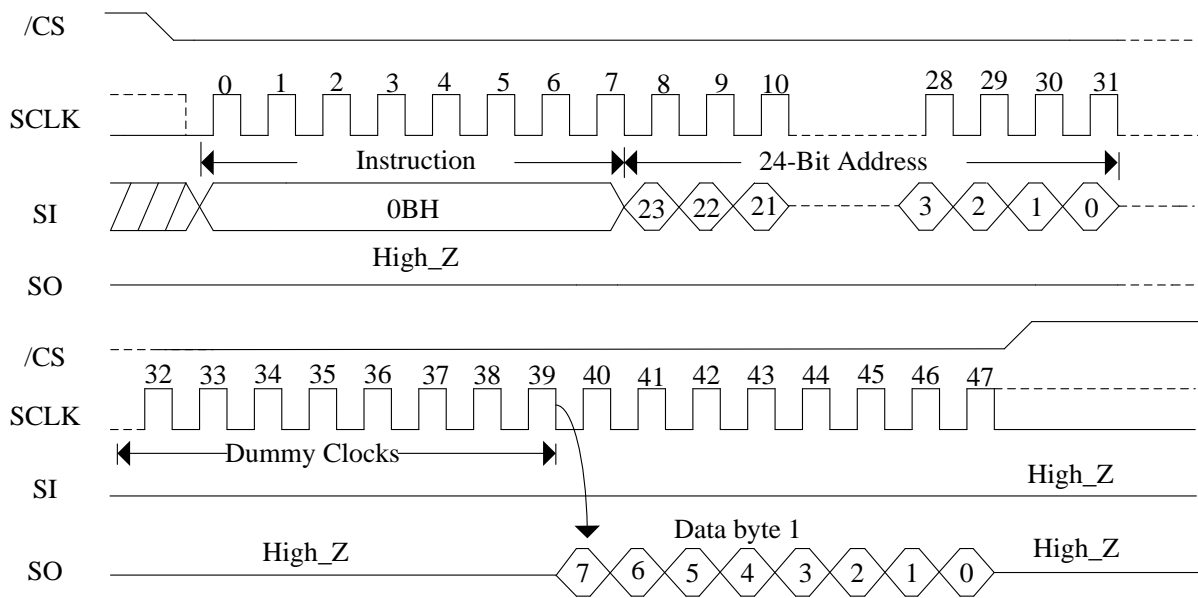 /CS
0 1 2 3 4 5 6 7 8 9 10 28 29 30 31
SCLK
Instruction 24-Bit Address
SI 0BH 23 22 21 3 2 1 0
High_Z
SO
/CS
32 33 34 35 36 37 38 39 40 41 42 43 44 45 46 47
SCLK
Dummy Clocks
SI High_Z
Data byte 1
SO High_Z 7 6 5 4 3 2 1 0 High_Z